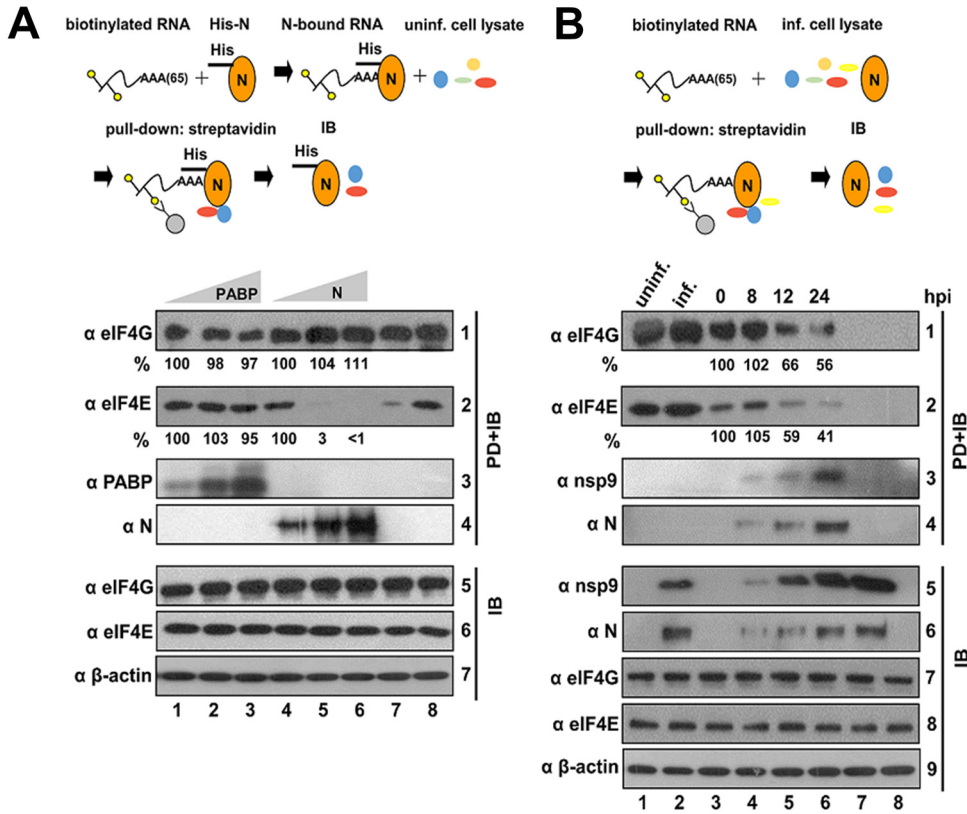 A
biotinylated RNA His-N N-bound RNA uninf. cell lysate
His His
AAA(65) + N AAA N +
pull-down: streptavidin IB
His His
AAA N N
PABP N
α eIF4G 1
% 100 98 97 100 104 111
α eIF4E 2
% 100 103 95 100 3 <1
α PABP 3
α N 4
PD+IB
α eIF4G 5
α eIF4E 6
α β-actin 7
IB
1 2 3 4 5 6 7 8
B
biotinylated RNA inf. cell lysate
AAA(65) + N
pull-down: streptavidin IB
AAA N N
uninf. inf. 0 8 12 24 hpi
α eIF4G 1
% 100 102 66 56
α eIF4E 2
% 100 105 59 41
α nsp9 3
α N 4
PD+IB
α nsp9 5
α N 6
α eIF4G 7
α eIF4E 8
α β-actin 9
IB
1 2 3 4 5 6 7 8